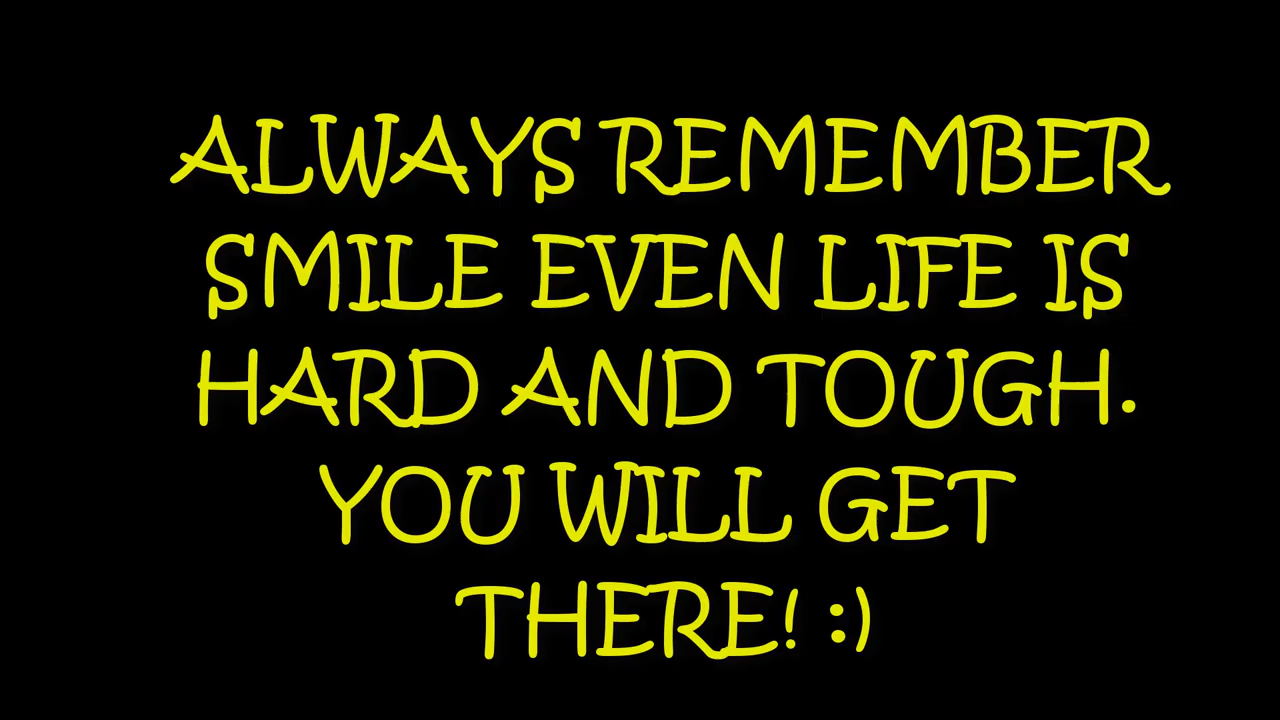 ALWAYS REMEMBER
SMILE EVEN LIFE IS
HARD AND TOUGH.
YOU WILL GET
THERE! :)